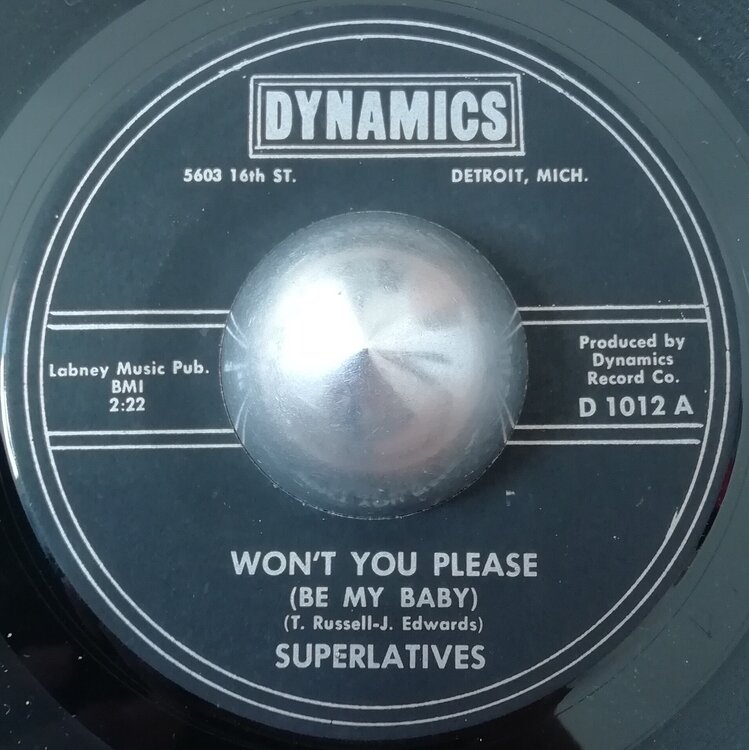 DYNAMICS
5603 16th ST. DETROIT, MICH.
Labney Music Pub.
BMI
2:22
Produced by
Dynamics
Record Co.
D 1012 A
WON'T YOU PLEASE
(BE MY BABY)
(T. Russell-J. Edwards)
SUPERLATIVES